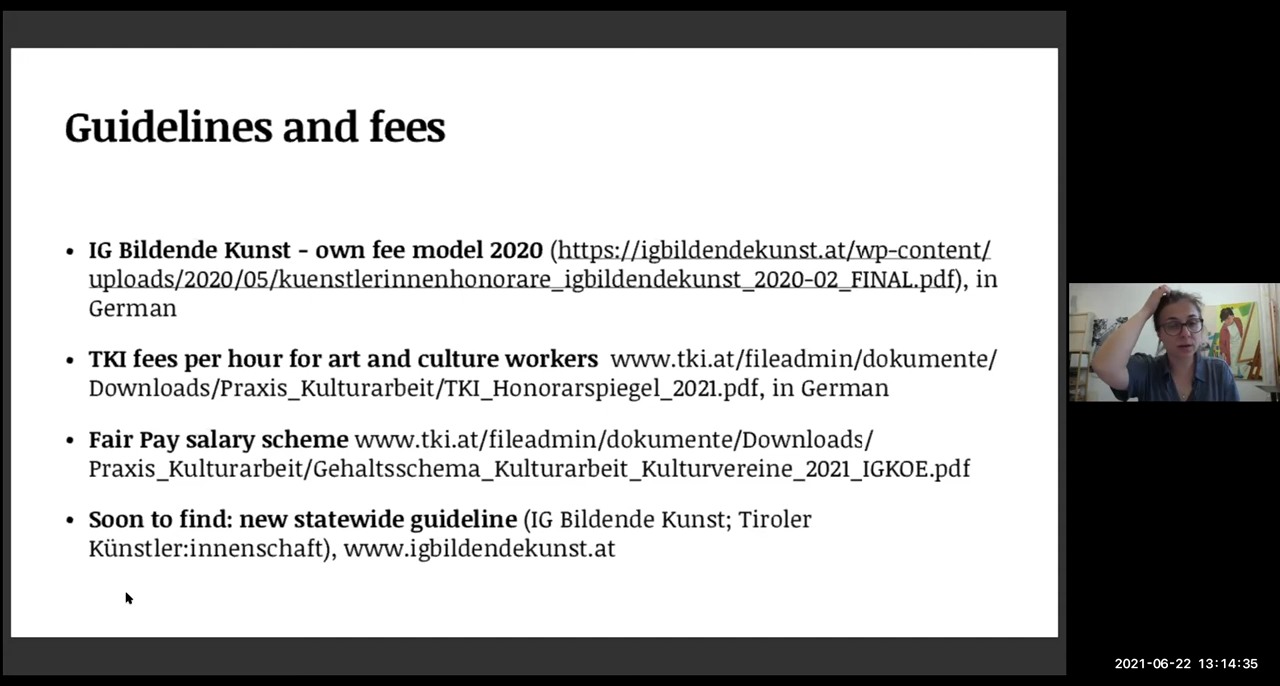 Guidelines and fees
• IG Bildende Kunst - own fee model 2020 (https://igbildendekunst.at/wp-content/
uploads/2020/05/kuenstlerinnenhonorare_igbildendekunst_2020-02_FINAL.pdf), in
German
• TKI fees per hour for art and culture workers www.tki.at/fileadmin/dokumente/
Downloads/Praxis_Kulturarbeit/TKI_Honorarspiegel_2021.pdf, in German
• Fair Pay salary scheme www.tki.at/fileadmin/dokumente/Downloads/
Praxis_Kulturarbeit/Gehaltsschema_Kulturarbeit_Kulturvereine_2021_IGKOE.pdf
• Soon to find: new statewide guideline (IG Bildende Kunst; Tiroler
Künstler:innenschaft), www.igbildendekunst.at
2021-06-22 13:14:35